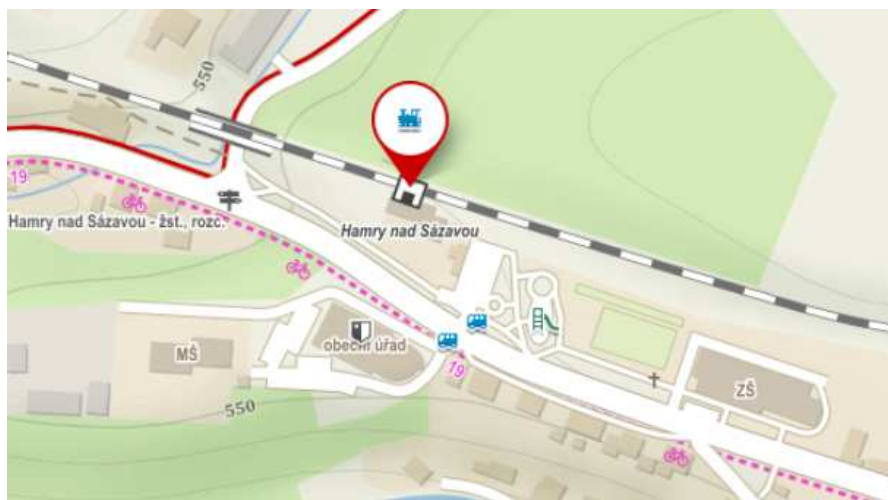 550
19
Hamry nad Sázavou - žst., rozc.
Hamry nad Sázavou
MŠ
obecní úřad
19
ZŠ
550